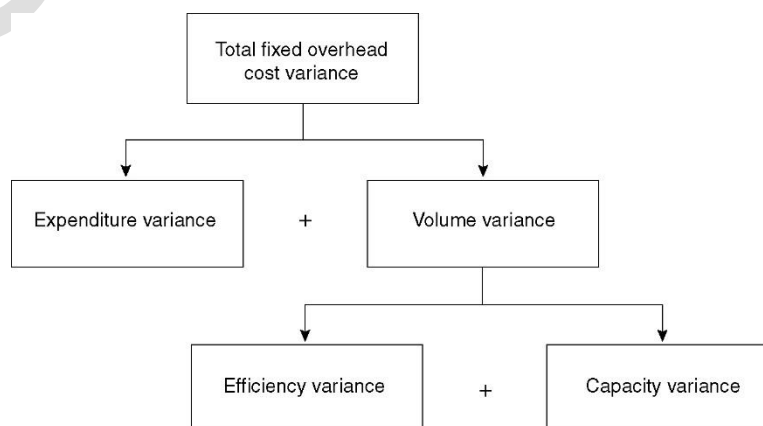 Total fixed overhead
cost variance
Expenditure variance
+
Volume variance
Efficiency variance
+
Capacity variance